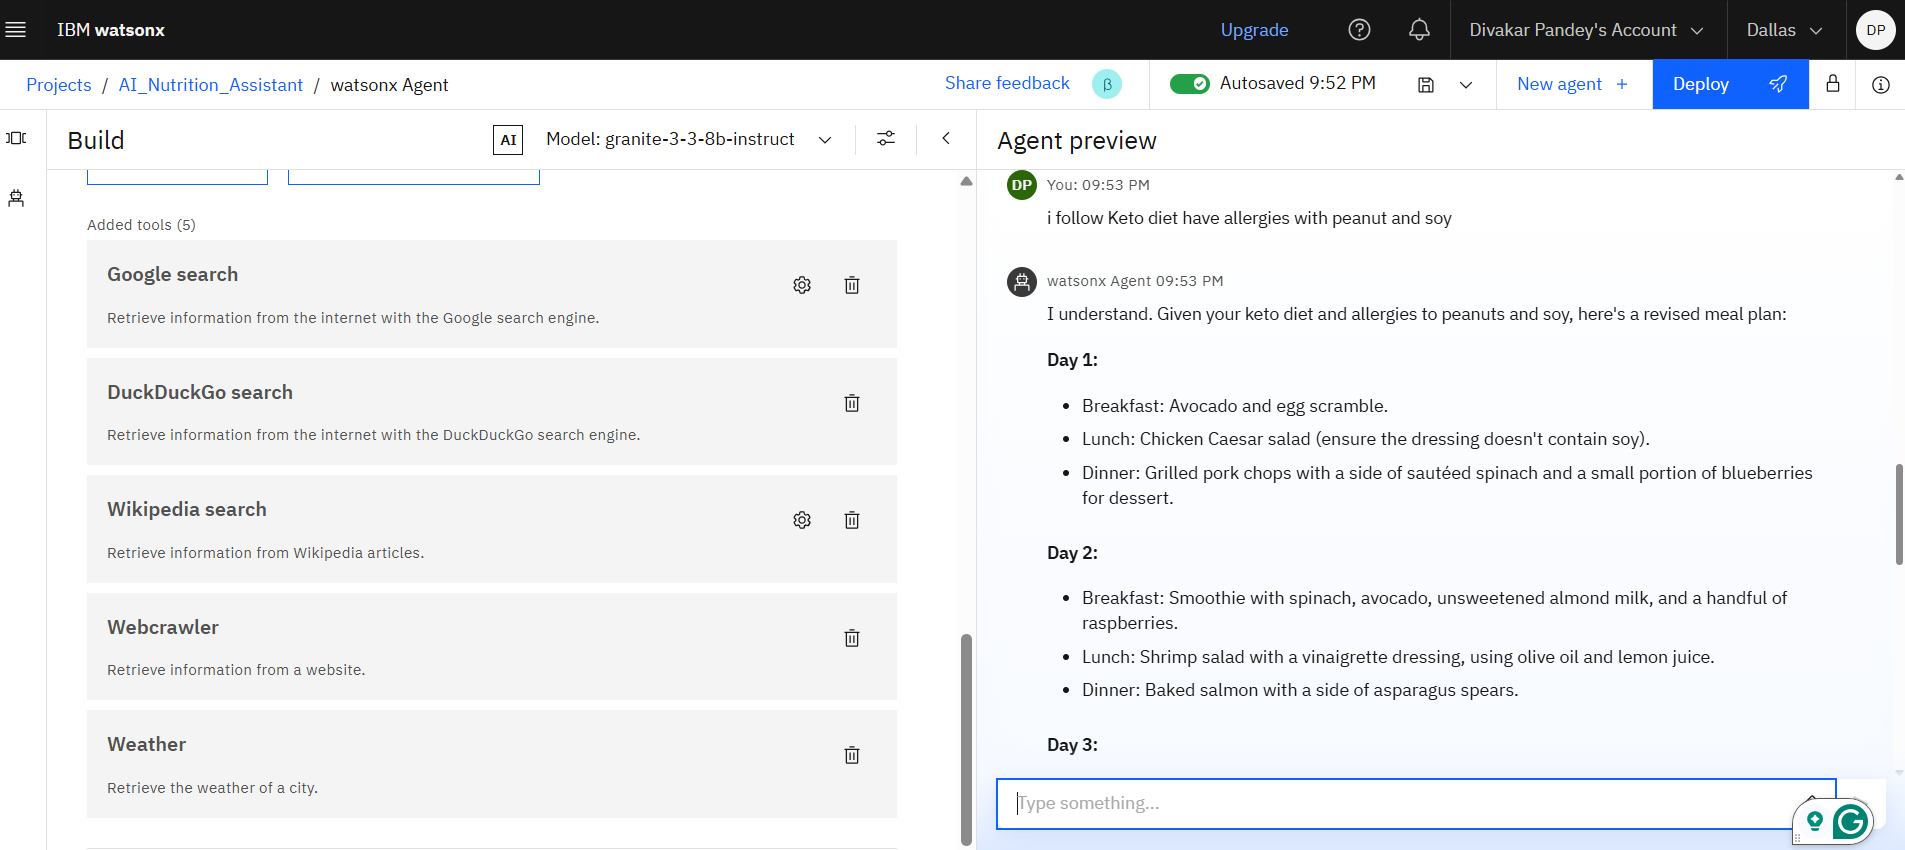 IBM watsonx
Upgrade
Divakar Pandey's Account
Dallas
DP
Projects / AI_Nutrition_Assistant / watsonx Agent
Share feedback
β
Autosaved 9:52 PM
New agent +
Deploy
Build
AI
Model: granite-3-3-8b-instruct
Added tools (5)
Google search
Retrieve information from the internet with the Google search engine.
DuckDuckGo search
Retrieve information from the internet with the DuckDuckGo search engine.
Wikipedia search
Retrieve information from Wikipedia articles.
Webcrawler
Retrieve information from a website.
Weather
Retrieve the weather of a city.
Agent preview
DP
You: 09:53 PM
i follow Keto diet have allergies with peanut and soy
watsonx Agent 09:53 PM
I understand. Given your keto diet and allergies to peanuts and soy, here's a revised meal plan:
Day 1:
• Breakfast: Avocado and egg scramble.
• Lunch: Chicken Caesar salad (ensure the dressing doesn't contain soy).
• Dinner: Grilled pork chops with a side of sautéed spinach and a small portion of blueberries
for dessert.
Day 2:
• Breakfast: Smoothie with spinach, avocado, unsweetened almond milk, and a handful of
raspberries.
• Lunch: Shrimp salad with a vinaigrette dressing, using olive oil and lemon juice.
• Dinner: Baked salmon with a side of asparagus spears.
Day 3:
Type something...